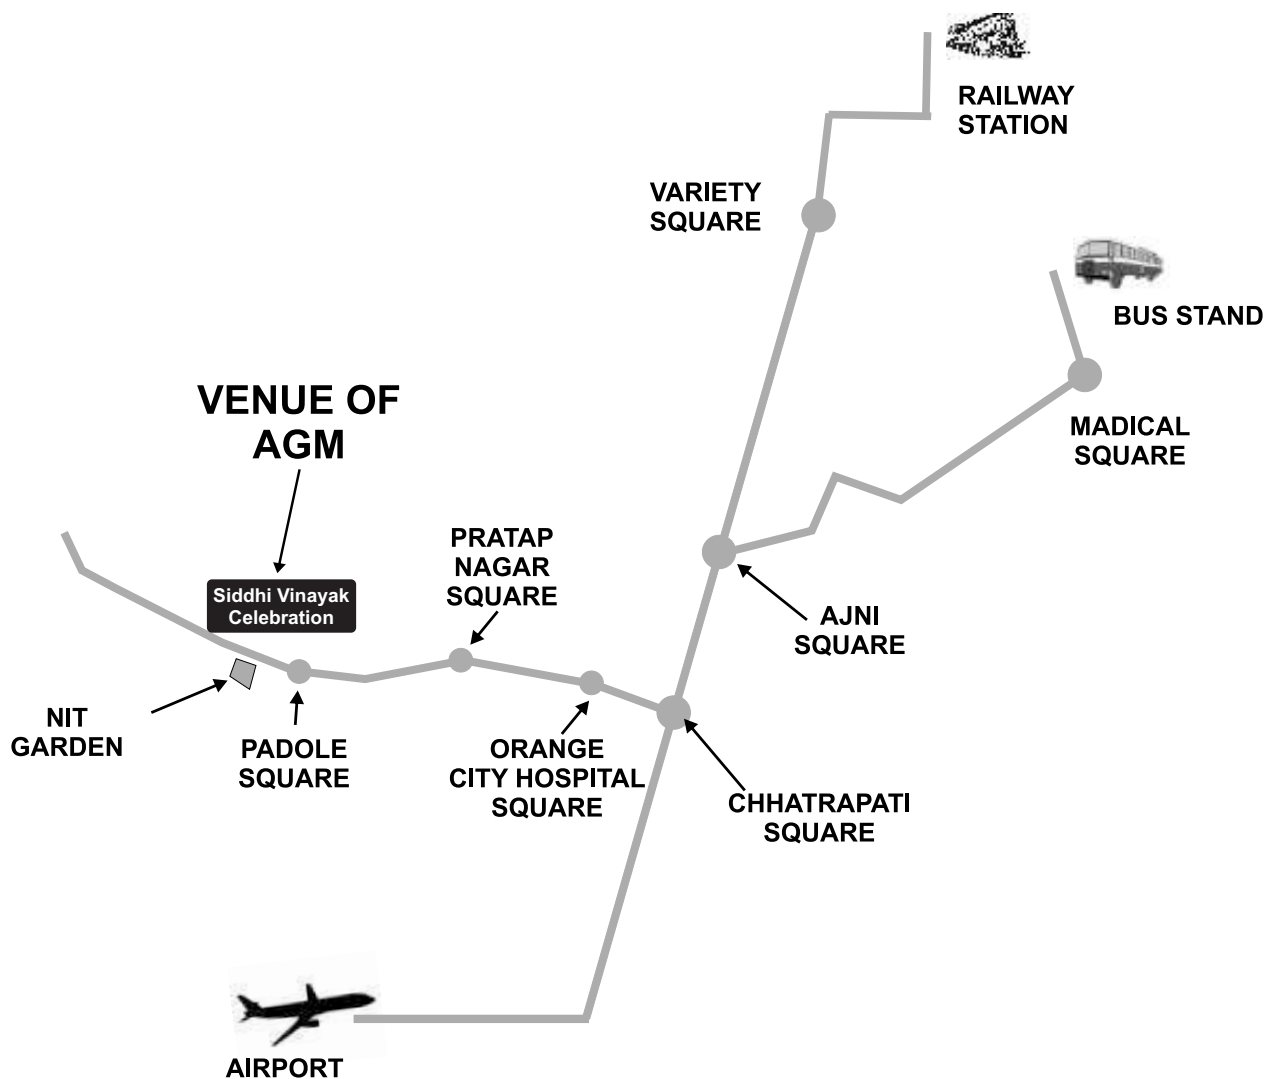 RAILWAY
STATION
VARIETY
SQUARE
BUS STAND
VENUE OF
AGM
MADICAL
SQUARE
PRATAP
NAGAR
SQUARE
Siddhi Vinayak
Celebration
AJNI
SQUARE
NIT
GARDEN
PADOLE
SQUARE
ORANGE
CITY HOSPITAL
SQUARE
CHHATRAPATI
SQUARE
AIRPORT